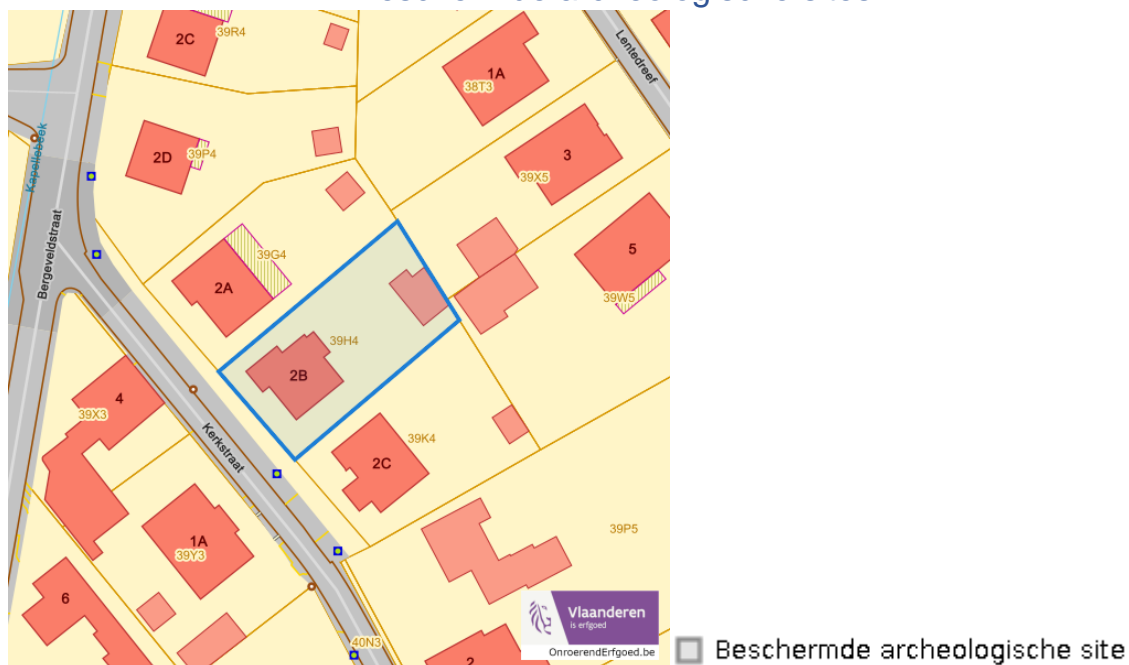 2C
39R4
Lentedreef
1A
38T3
Kapellebeek
2D
39P4
3
39X5
Bergeveldstraat
39G4
5
2A
39W5
39H4
2B
4
39X3
Kerkstraat
39K4
2C
39P5
1A
39Y3
6
Vlaanderen
is erfgoed
OnroerendErfgoed.be
40N3
2
Beschermde archeologische site